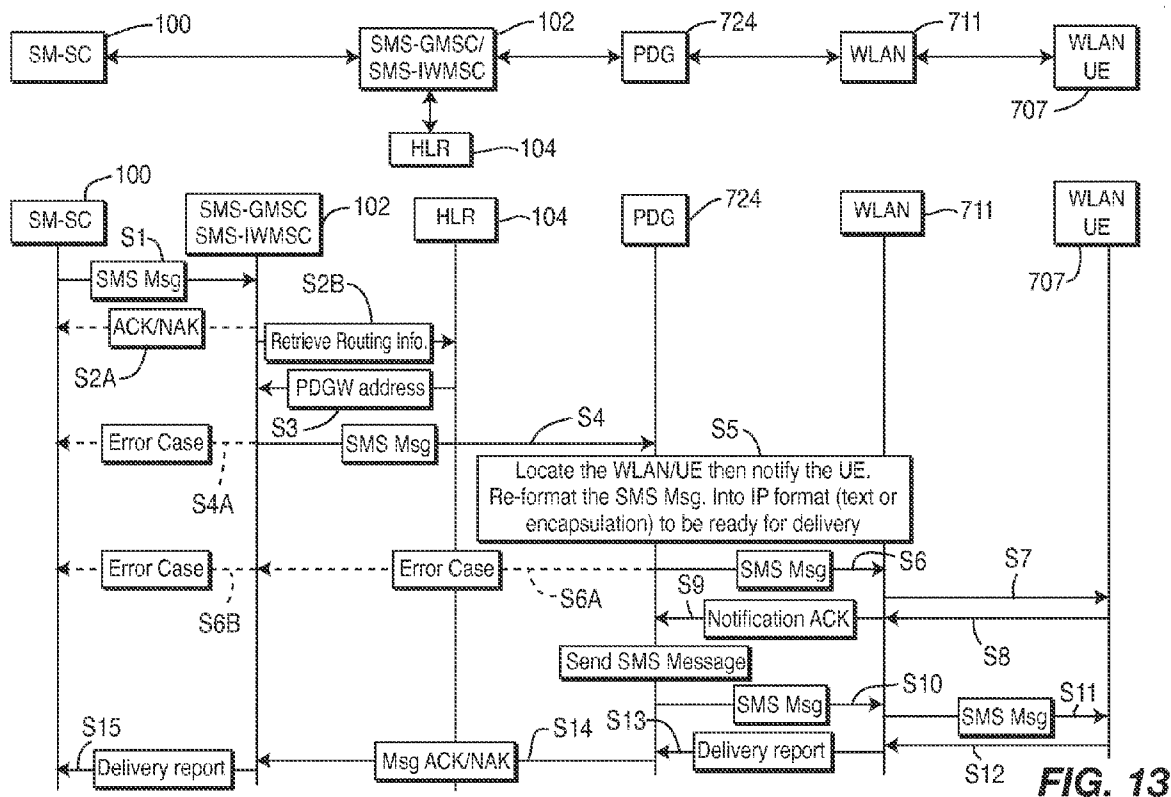 100
102
724
711
SM-SC
SMS-GMSC/
SMS-IWMSC
PDG
WLAN
WLAN
UE
707
HLR
104
100
SM-SC
SMS-GMSC
SMS-IWMSC
102
HLR
104
PDG
724
WLAN
711
WLAN
UE
707
S1
SMS Msg
S2B
ACK/NAK
Retrieve Routing Info.
S2A
PDGW address
S3
Error Case
SMS Msg
S4
S4A
S5
Locate the WLAN/UE then notify the UE.
Re-format the SMS Msg. Into IP format (text or
encapsulation) to be ready for delivery
Error Case
Error Case
SMS Msg
S6
S7
S6B
S6A
S9
Notification ACK
S8
Send SMS Message
SMS Msg
S10
SMS Msg
S11
S15
Delivery report
Msg ACK/NAK
S14
S13
Delivery report
S12
FIG. 13